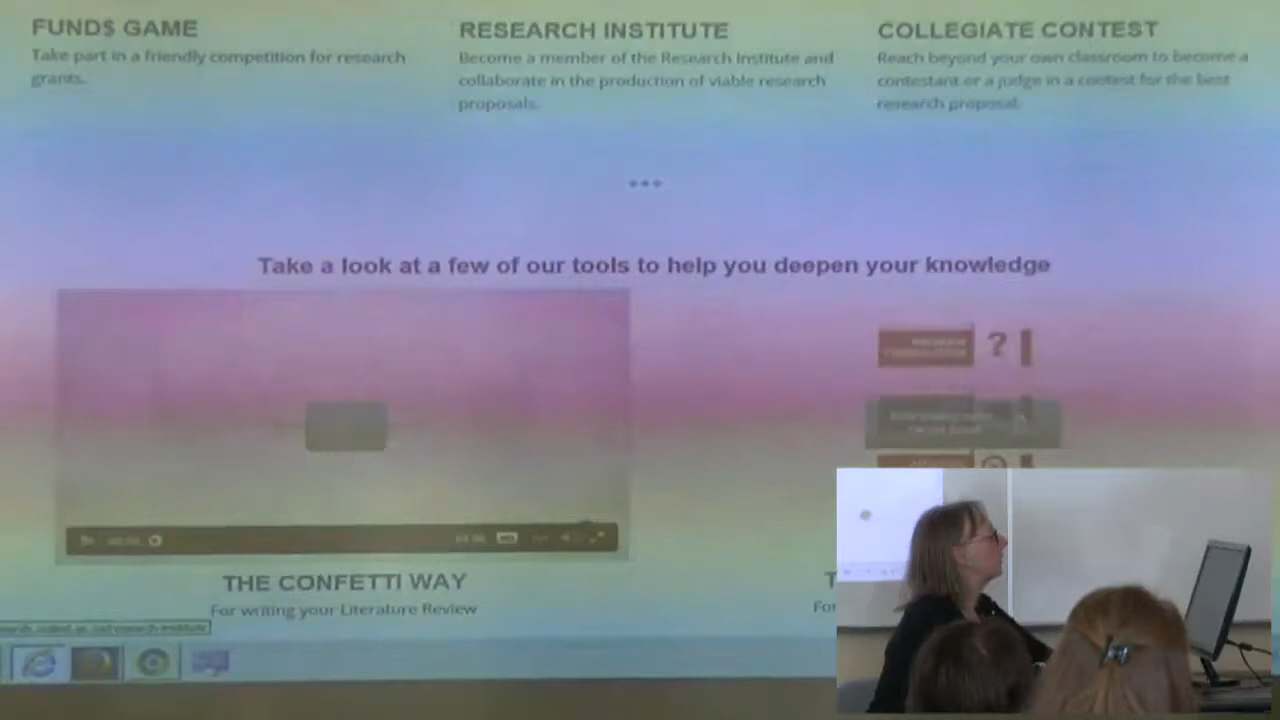 FUND$ GAME
Take part in a friendly competition for research
grants.
RESEARCH INSTITUTE
Become a member of the Research Institute and
collaborate in the production of viable research
proposals.
COLLEGIATE CONTEST
Reach beyond your own classroom to become a
contestant or a judge in a contest for the best
research proposal.
Take a look at a few of our tools to help you deepen your knowledge
?
HD
THE CONFETTI WAY
For writing your Literature Review
T
For